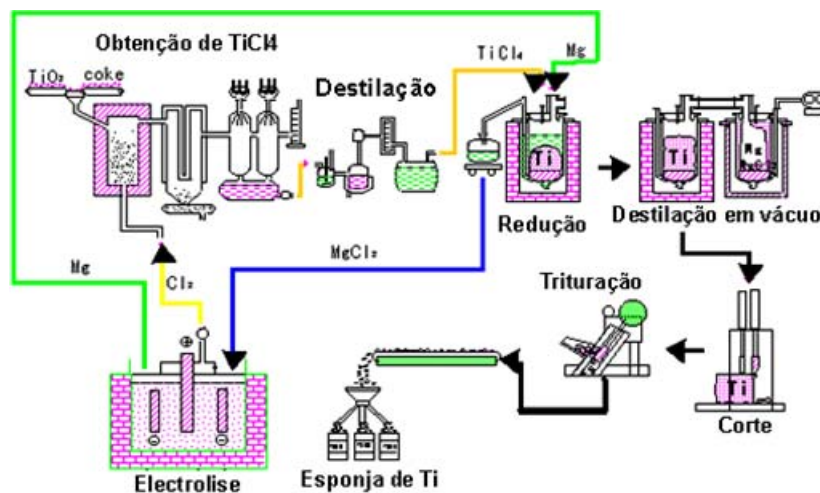 Obtenção de TiCl4
TiO₂ coke
Destilação
TiCl₄
Mg
Ti
Redução
Ti
Mg
Destilação em vácuo
MgCl₂
Mg
Cl₂
Trituração
Ti
Corte
Esponja de Ti
⊕
⊖ ⊖
Electrolise